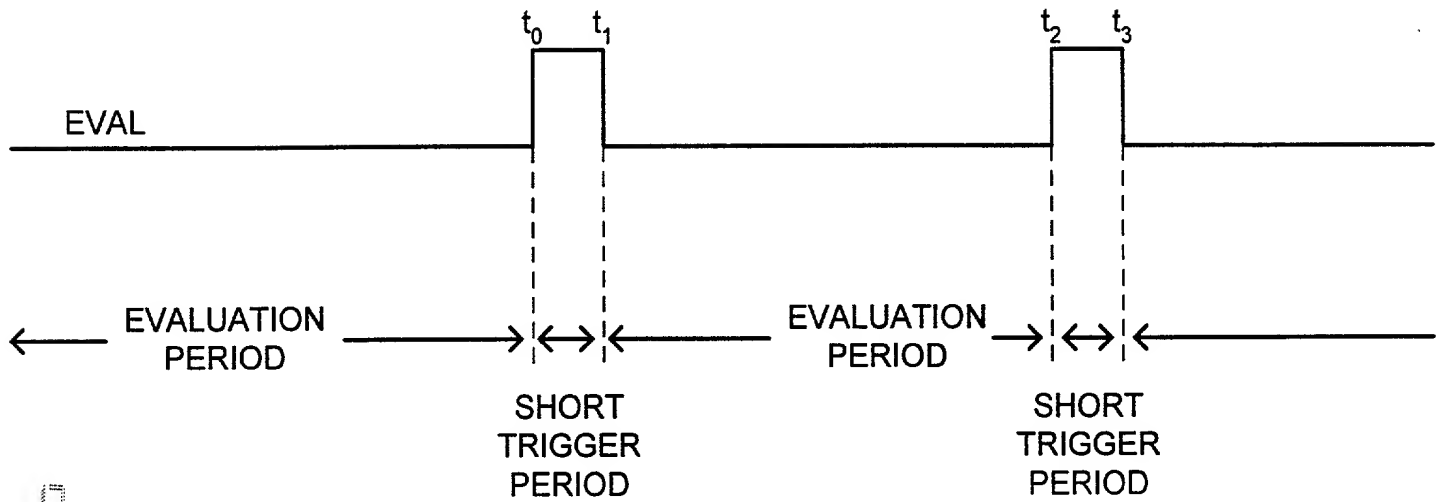 t0 t1 t2 t3
EVAL
EVALUATION
PERIOD
EVALUATION
PERIOD
SHORT
TRIGGER
PERIOD
SHORT
TRIGGER
PERIOD